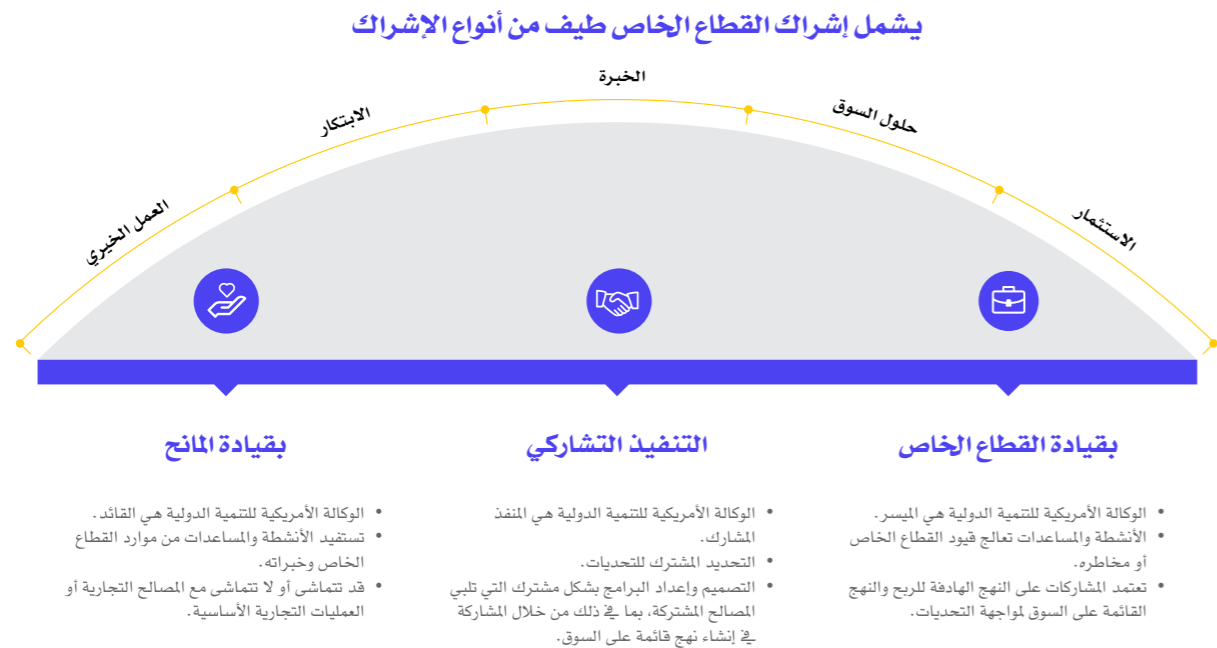 يشمل إشراك القطاع الخاص طيف من أنواع الإشراك
الاستثمار
حلول السوق
الخبرة
الابتكار
العمل الخيري
بقيادة القطاع الخاص
• الوكالة الأمريكية للتنمية الدولية هي الميسر.
• الأنشطة والمساعدات تعالج قيود القطاع الخاص
أو مخاطره.
• تعتمد المشاركات على النهج الهادفة للربح والنهج
القائمة على السوق لمواجهة التحديات.
التنفيذ التشاركي
• الوكالة الأمريكية للتنمية الدولية هي المنفذ
المشارك.
• التحديد المشترك للتحديات.
• التصميم وإعداد البرامج بشكل مشترك التي تلبي
المصالح المشتركة، بما في ذلك من خلال المشاركة
في إنشاء نهج قائمة على السوق.
بقيادة المانح
• الوكالة الأمريكية للتنمية الدولية هي القائد.
• تستفيد الأنشطة والمساعدات من موارد القطاع
الخاص وخبراته.
• قد تتماشى أو لا تتماشى مع المصالح التجارية أو
العمليات التجارية الأساسية.